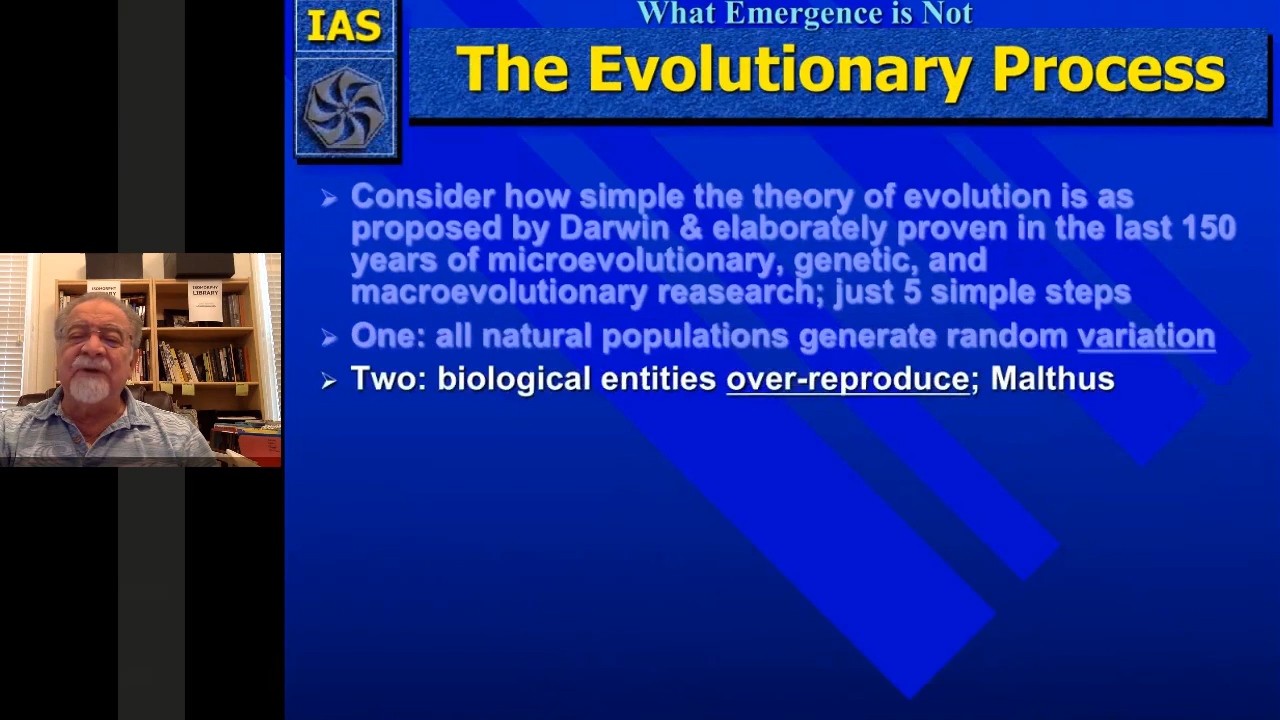 What Emergence is Not
IAS
The Evolutionary Process
Consider how simple the theory of evolution is as
proposed by Darwin & elaborately proven in the last 150
years of microevolutionary, genetic, and
macroevolutionary reasearch; just 5 simple steps
One: all natural populations generate random variation
Two: biological entities over-reproduce; Malthus
ISOMORPHY
LIBRARY